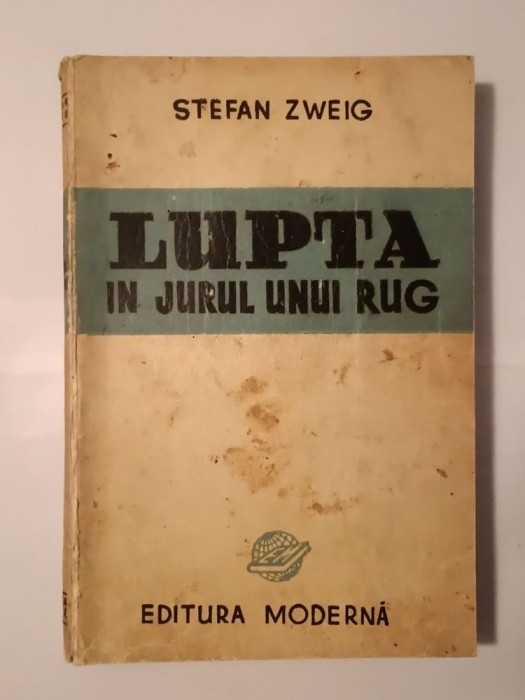 STEFAN ZWEIG
LUPTA
IN JURUL UNUI RUG
EDITURA MODERNĂ